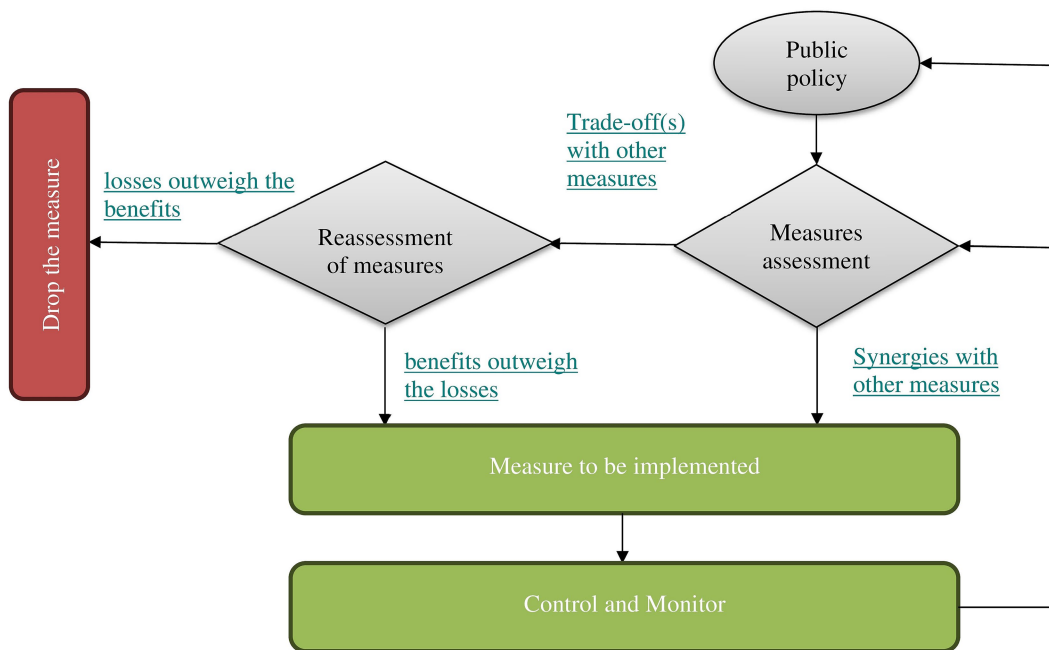 Public
policy
Trade-off(s)
with other
measures
Drop the measure
losses outweigh the
benefits
Reassessment
of measures
Measures
assessment
benefits outweigh
the losses
Synergies with
other measures
Measure to be implemented
Control and Monitor